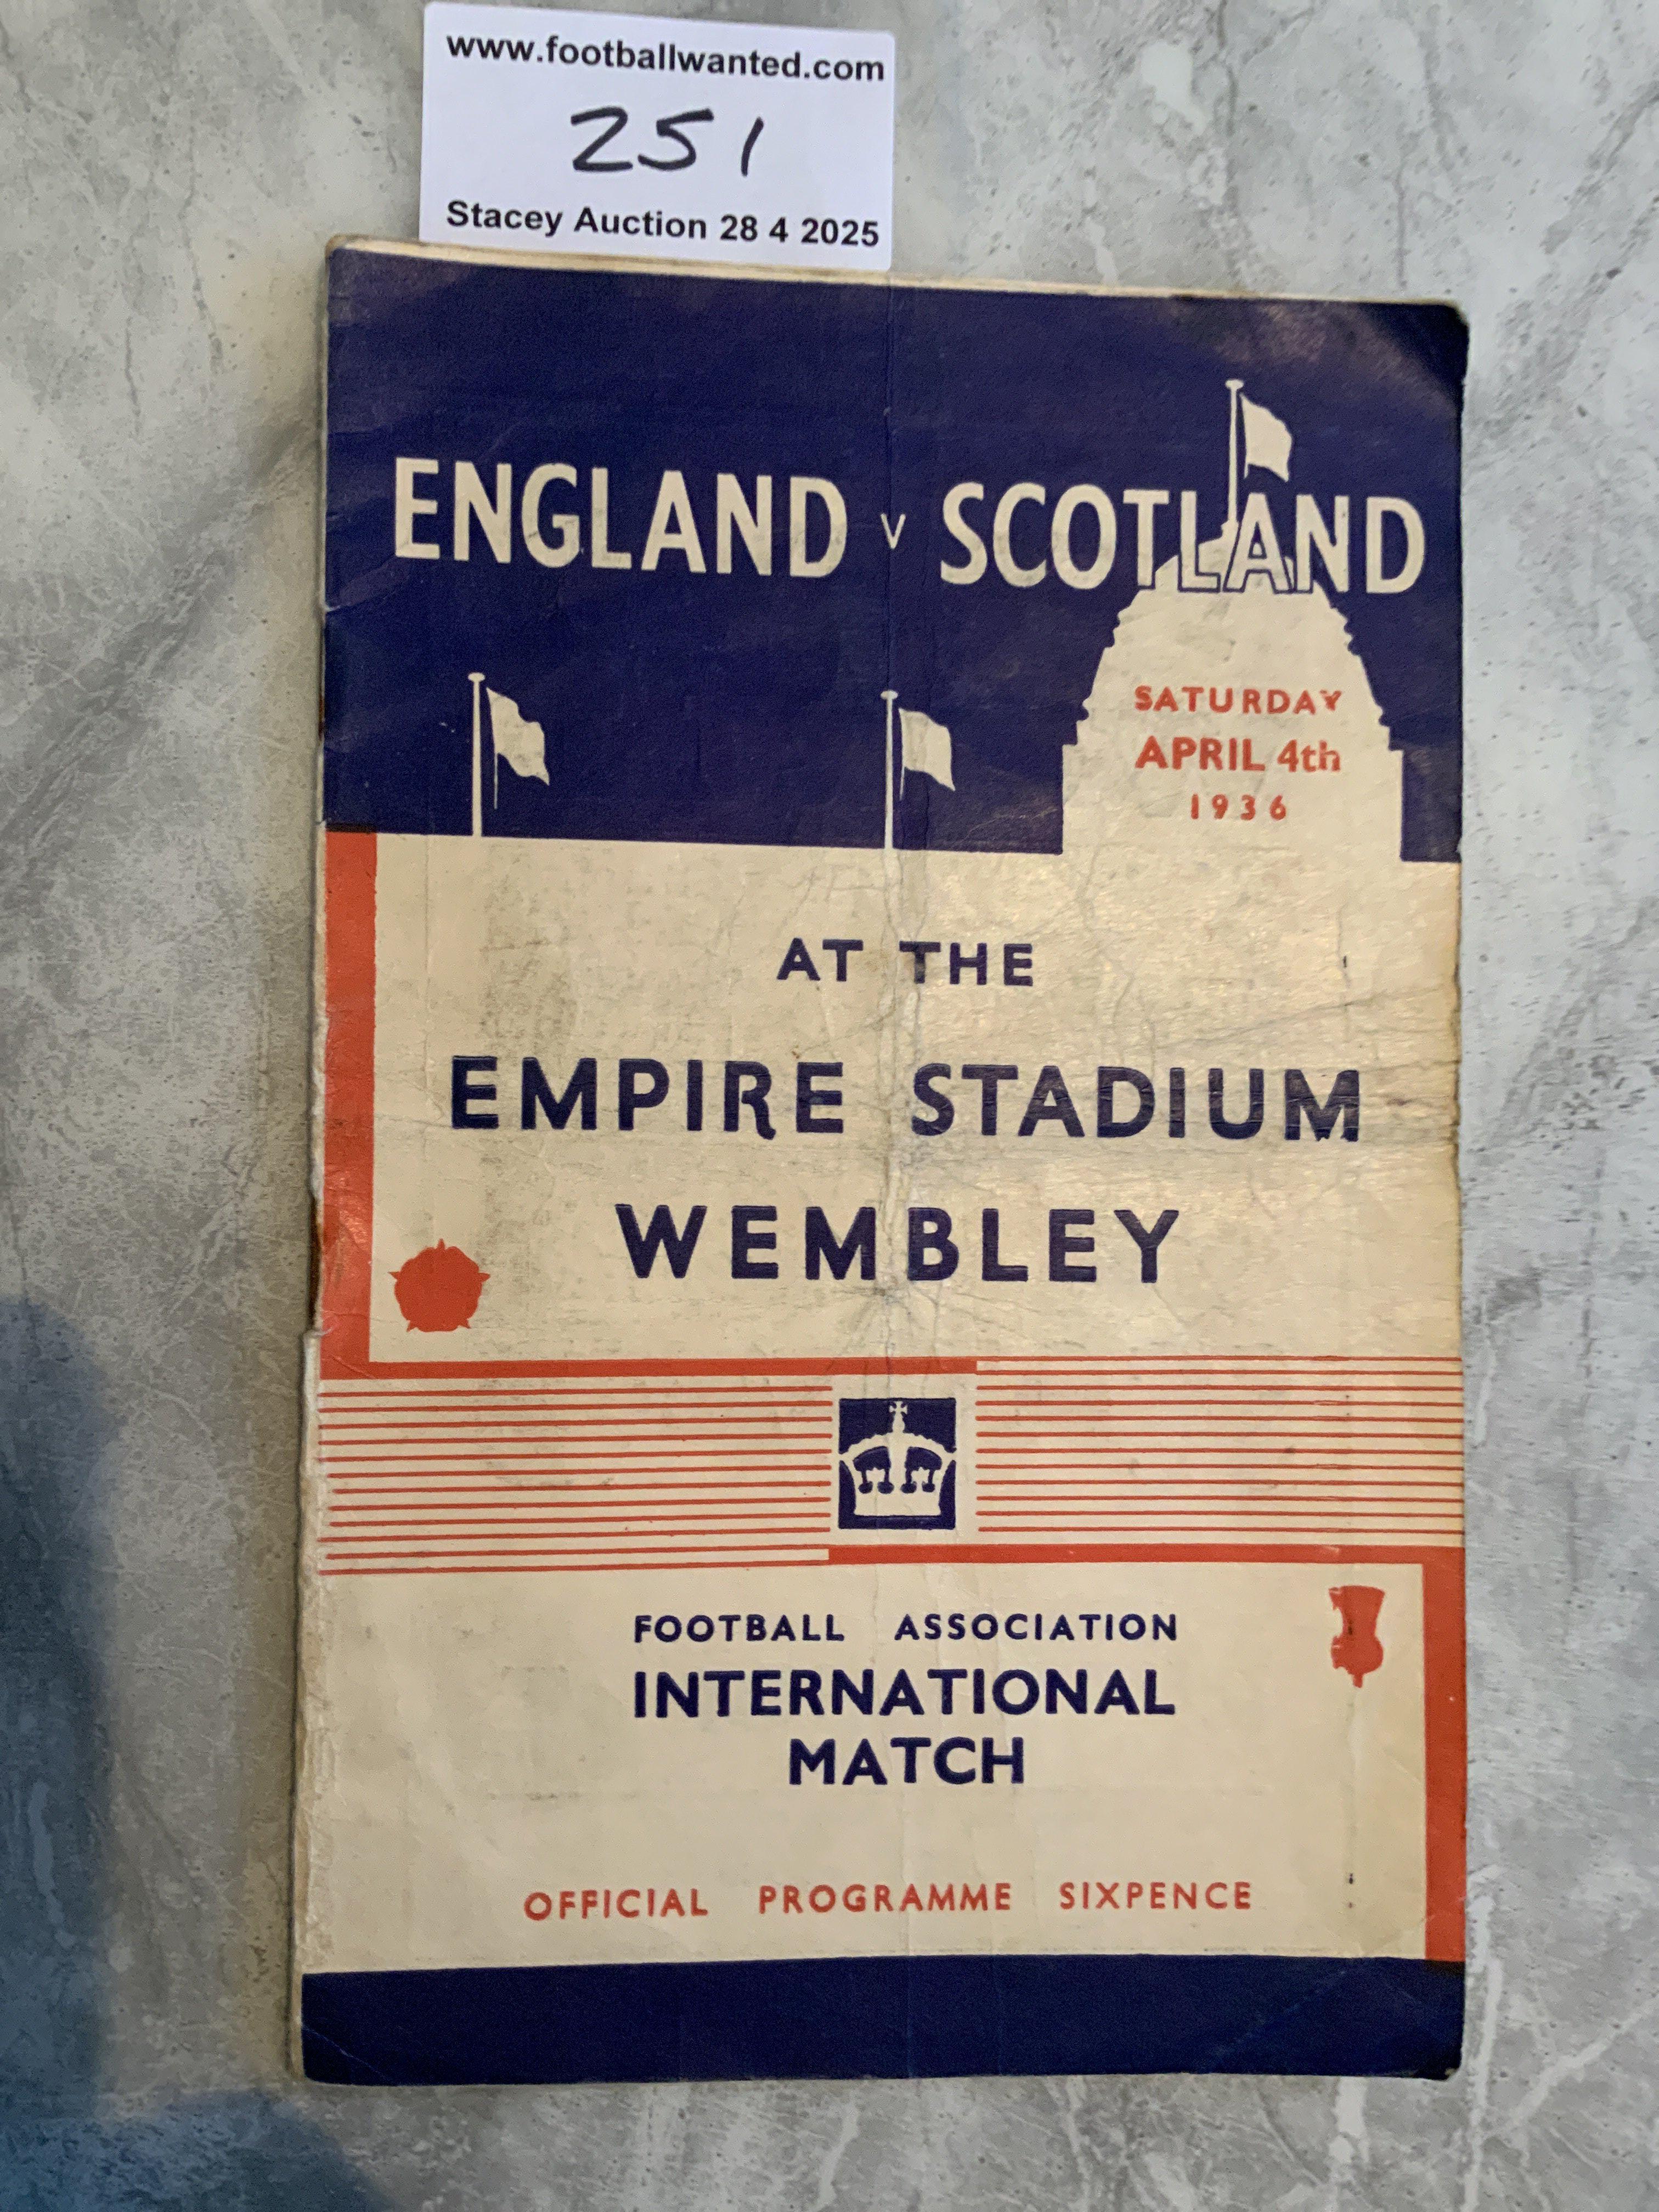 www.footballwanted.com
251
Stacey Auction 28 4 2025
ENGLAND v SCOTLAND
SATURDAY
APRIL 4th
1936
AT THE
EMPIRE STADIUM
WEMBLEY
FOOTBALL ASSOCIATION
INTERNATIONAL
MATCH
OFFICIAL PROGRAMME SIXPENCE